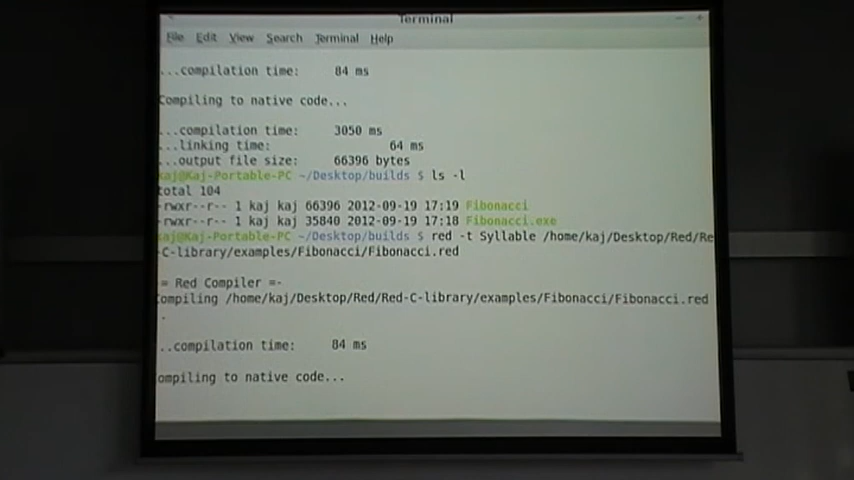 Terminal
File Edit View Search Terminal Help
...compilation time: 84 ms
Compiling to native code...
...compilation time: 3050 ms
...linking time: 64 ms
...output file size: 66396 bytes
kaj@Kaj-Portable-PC ~/Desktop/builds $ ls -l
total 104
-rwxr--r-- 1 kaj kaj 66396 2012-09-19 17:19 Fibonacci
-rwxr--r-- 1 kaj kaj 35840 2012-09-19 17:18 Fibonacci.exe
kaj@Kaj-Portable-PC ~/Desktop/builds $ red -t Syllable /home/kaj/Desktop/Red/Re
-C-library/examples/Fibonacci/Fibonacci.red
= Red Compiler =-
Compiling /home/kaj/Desktop/Red/Red-C-library/examples/Fibonacci/Fibonacci.red
.
..compilation time: 84 ms
ompiling to native code...